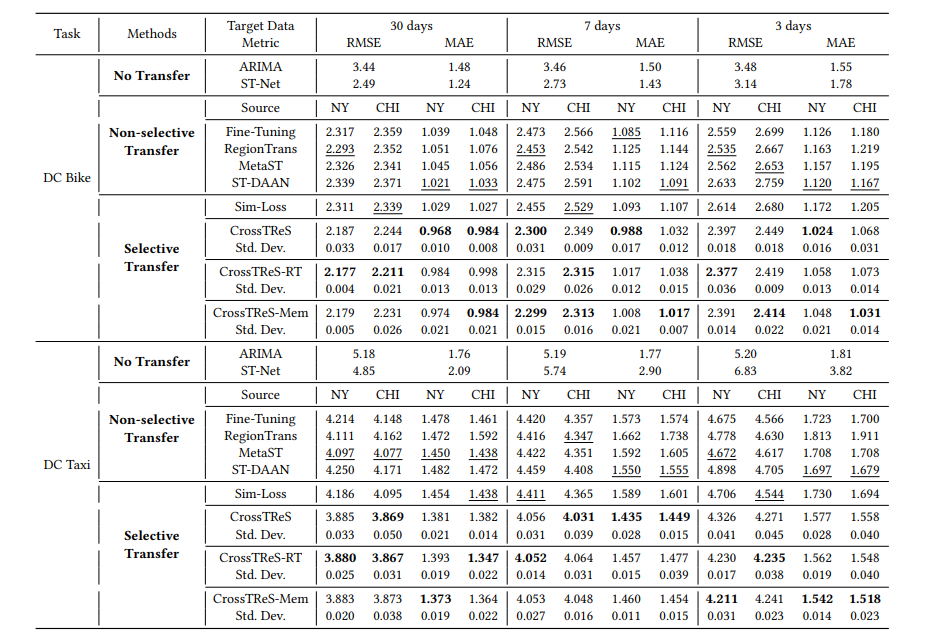 Task Methods Target Data 30 days 7 days 3 days
Metric RMSE MAE RMSE MAE RMSE MAE
DC Bike
No Transfer
ARIMA 3.44 1.48 3.46 1.50 3.48 1.55
ST-Net 2.49 1.24 2.73 1.43 3.14 1.78
Source NY CHI NY CHI NY CHI NY CHI NY CHI NY CHI
Non-selective
Transfer
Fine-Tuning 2.317 2.359 1.039 1.048 2.473 2.566 1.085 1.116 2.559 2.699 1.126 1.180
RegionTrans 2.293 2.352 1.051 1.076 2.453 2.542 1.125 1.144 2.535 2.667 1.163 1.219
MetaST 2.326 2.341 1.045 1.056 2.486 2.534 1.115 1.124 2.562 2.653 1.157 1.195
ST-DAAN 2.339 2.371 1.021 1.033 2.475 2.591 1.102 1.091 2.633 2.759 1.120 1.167
Selective
Transfer
Sim-Loss 2.311 2.339 1.029 1.027 2.455 2.529 1.093 1.107 2.614 2.680 1.172 1.205
CrossTReS 2.187 2.244 0.968 0.984 2.300 2.349 0.988 1.032 2.397 2.449 1.024 1.068
Std. Dev. 0.033 0.017 0.010 0.008 0.031 0.009 0.017 0.012 0.018 0.018 0.016 0.031
CrossTReS-RT 2.177 2.211 0.984 0.998 2.315 2.315 1.017 1.038 2.377 2.419 1.058 1.073
Std. Dev. 0.004 0.021 0.013 0.013 0.029 0.026 0.012 0.015 0.036 0.009 0.013 0.014
CrossTReS-Mem 2.179 2.231 0.974 0.984 2.299 2.313 1.008 1.017 2.391 2.414 1.048 1.031
Std. Dev. 0.005 0.026 0.021 0.021 0.015 0.016 0.021 0.007 0.014 0.022 0.021 0.014
DC Taxi
No Transfer
ARIMA 5.18 1.76 5.19 1.77 5.20 1.81
ST-Net 4.85 2.09 5.74 2.90 6.83 3.82
Source NY CHI NY CHI NY CHI NY CHI NY CHI NY CHI
Non-selective
Transfer
Fine-Tuning 4.214 4.148 1.478 1.461 4.420 4.357 1.573 1.574 4.675 4.566 1.723 1.700
RegionTrans 4.111 4.162 1.472 1.592 4.416 4.347 1.662 1.738 4.778 4.630 1.813 1.911
MetaST 4.097 4.077 1.450 1.438 4.422 4.351 1.592 1.605 4.672 4.617 1.708 1.708
ST-DAAN 4.250 4.171 1.482 1.472 4.459 4.408 1.550 1.555 4.898 4.705 1.697 1.679
Selective
Transfer
Sim-Loss 4.186 4.095 1.454 1.438 4.411 4.365 1.589 1.601 4.706 4.544 1.730 1.694
CrossTReS 3.885 3.869 1.381 1.382 4.056 4.031 1.435 1.449 4.326 4.271 1.577 1.558
Std. Dev. 0.033 0.050 0.021 0.014 0.031 0.039 0.028 0.015 0.041 0.045 0.028 0.040
CrossTReS-RT 3.880 3.867 1.393 1.347 4.052 4.064 1.457 1.477 4.230 4.235 1.562 1.548
Std. Dev. 0.025 0.031 0.019 0.022 0.014 0.031 0.015 0.039 0.017 0.038 0.019 0.040
CrossTReS-Mem 3.883 3.873 1.373 1.364 4.053 4.048 1.460 1.454 4.211 4.241 1.542 1.518
Std. Dev. 0.020 0.038 0.019 0.022 0.027 0.016 0.011 0.015 0.031 0.023 0.014 0.023